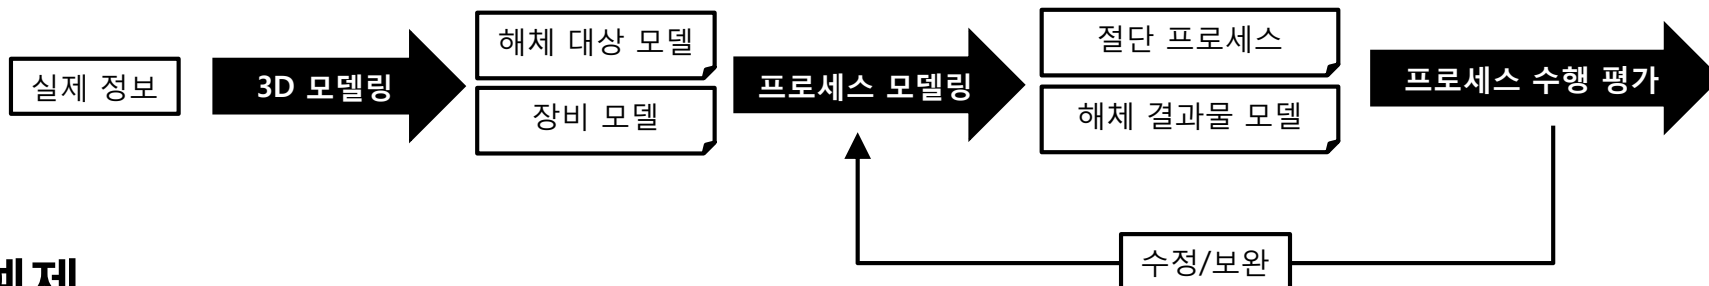 실제 정보
3D 모델링
해체 대상 모델
장비 모델
프로세스 모델링
절단 프로세스
해체 결과물 모델
프로세스 수행 평가
수정/보완